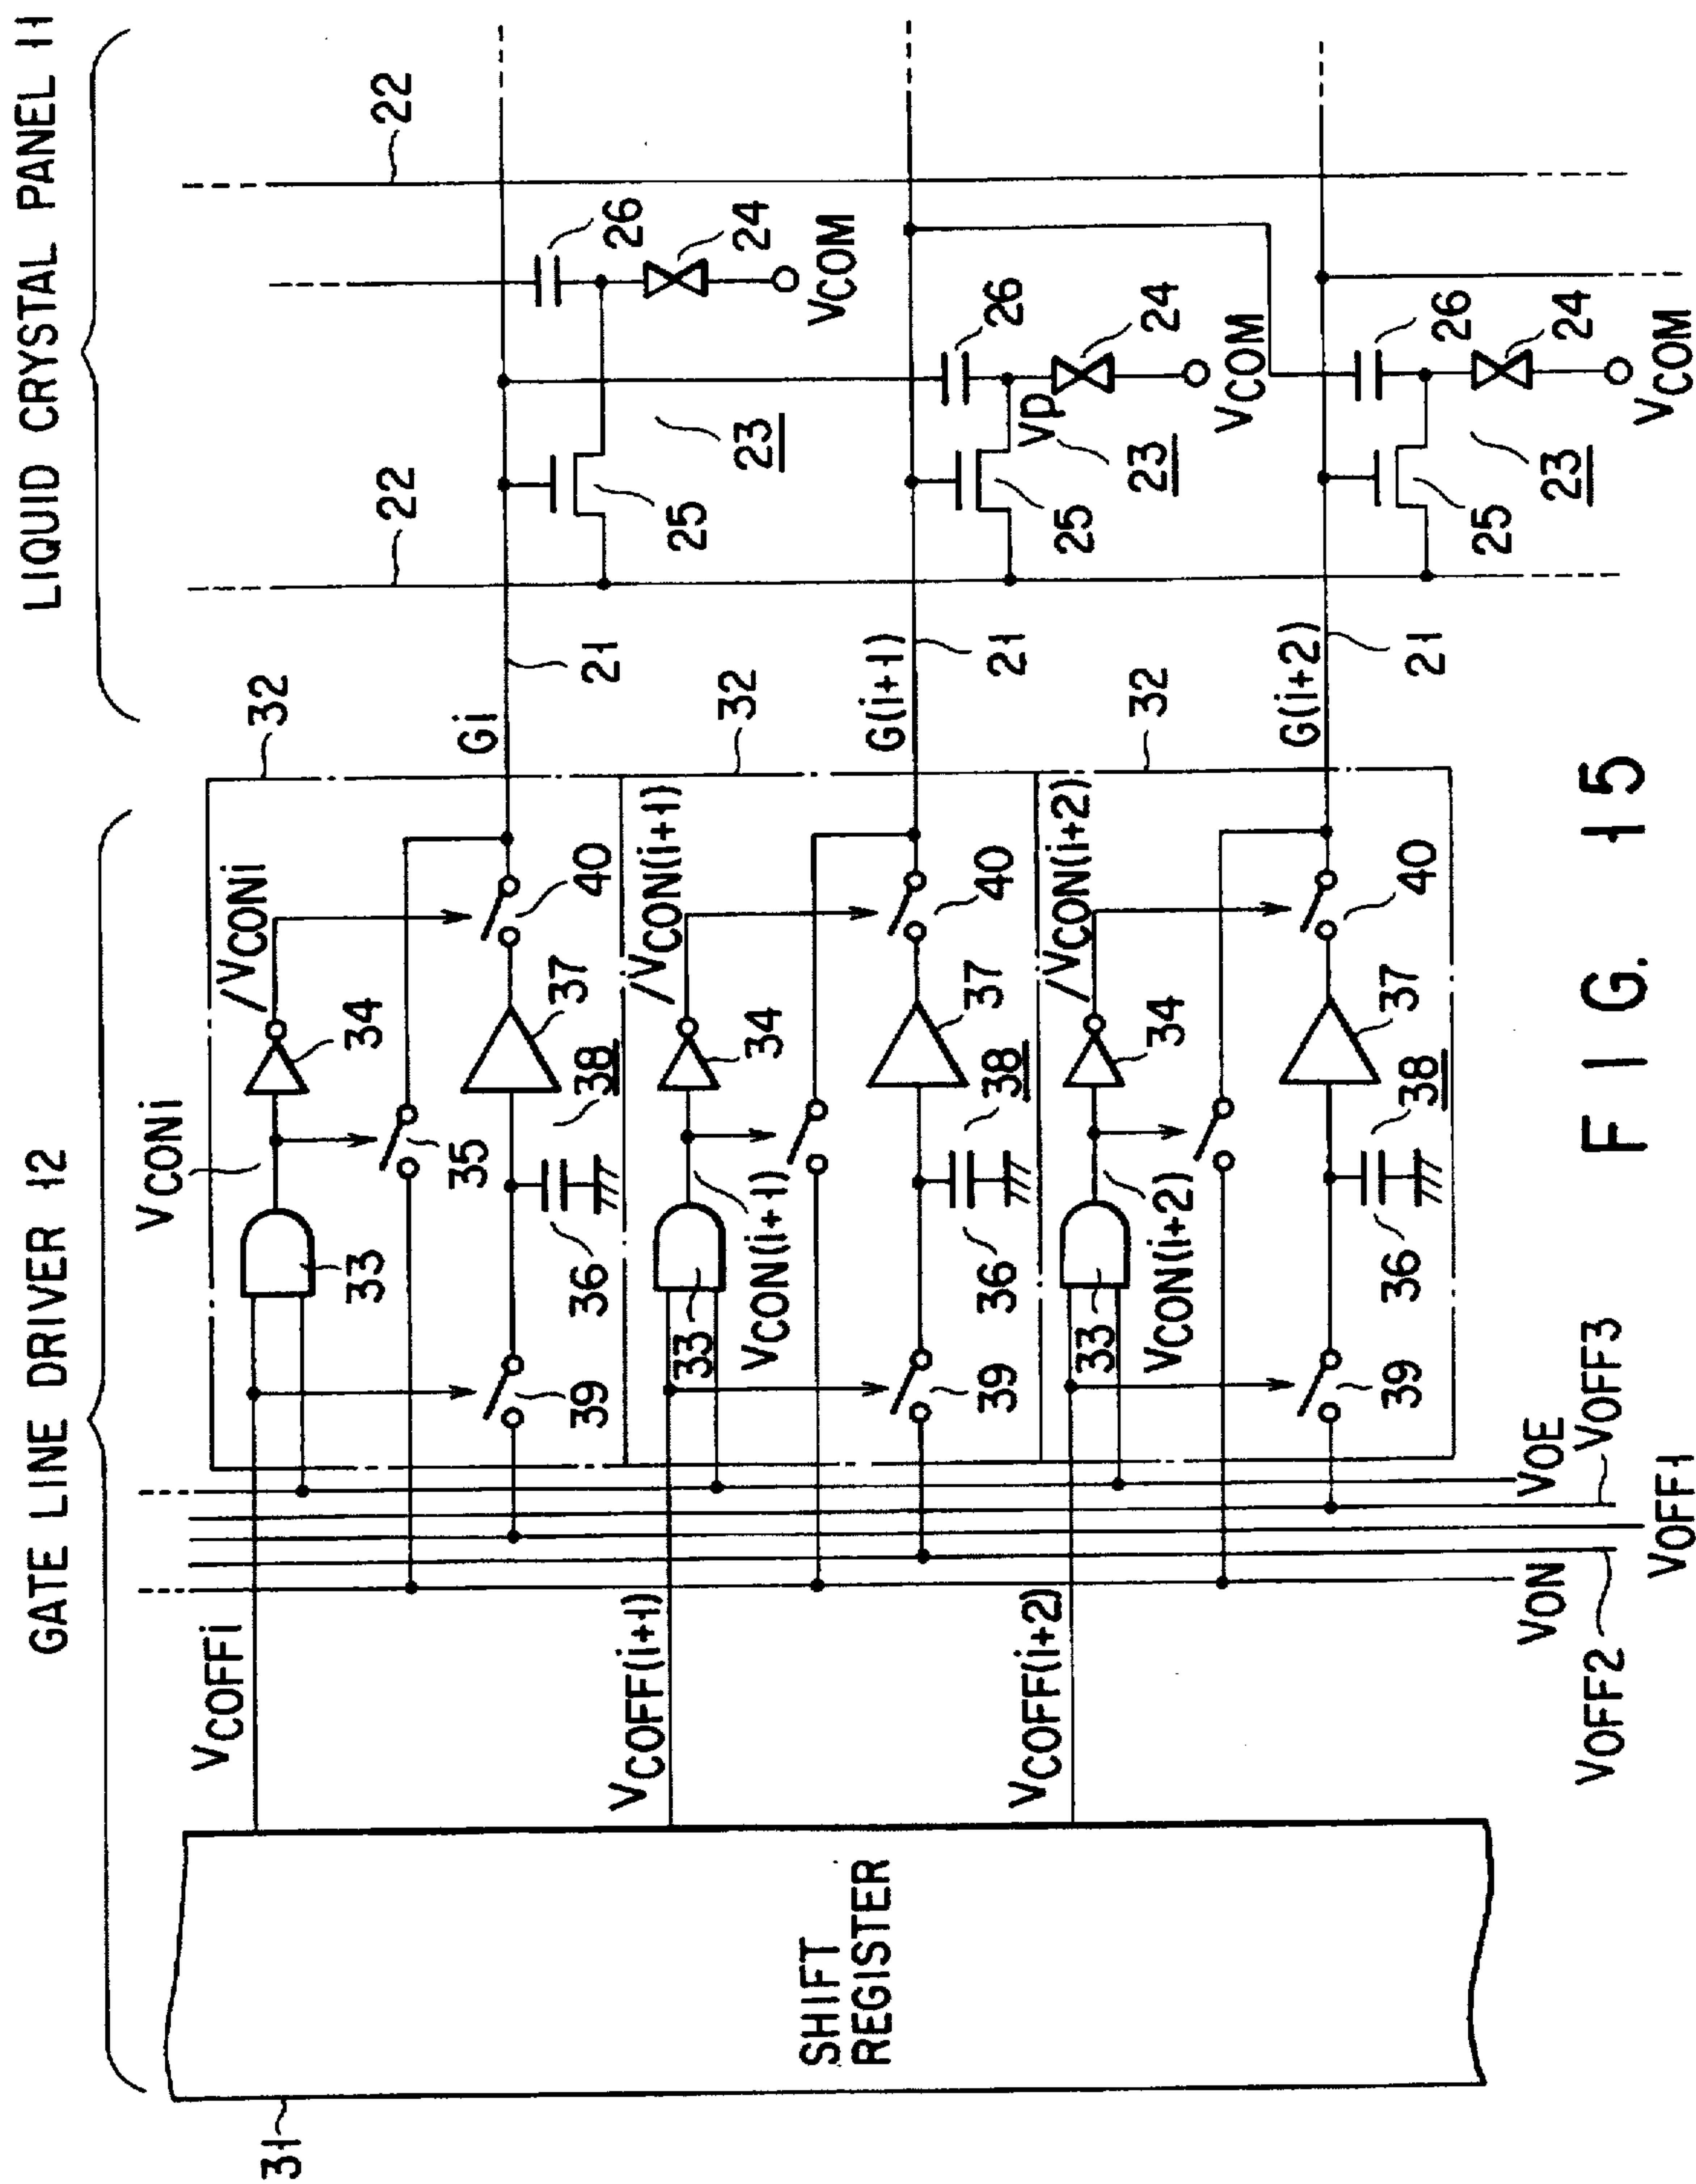 GATE LINE DRIVER 12
LIQUID CRYSTAL PANEL 11
31
SHIFT
REGISTER
VCOFFi
VCONi
/VCONi
32
33
34
35
36
37
38
39
40
Gi
21
22
22
23
24
25
26
VCOM
VCOFF(i+1)
VCON(i+1)
/VCON(i+1)
32
33
34
36
37
38
39
40
G(i+1)
21
Vp
23
24
25
26
VCOM
VCOFF(i+2)
VCON(i+2)
/VCON(i+2)
32
33
34
36
37
38
39
40
G(i+2)
21
23
24
25
26
VCOM
VON
VOE
VOFF2
VOFF1
VOFF3
FIG. 15